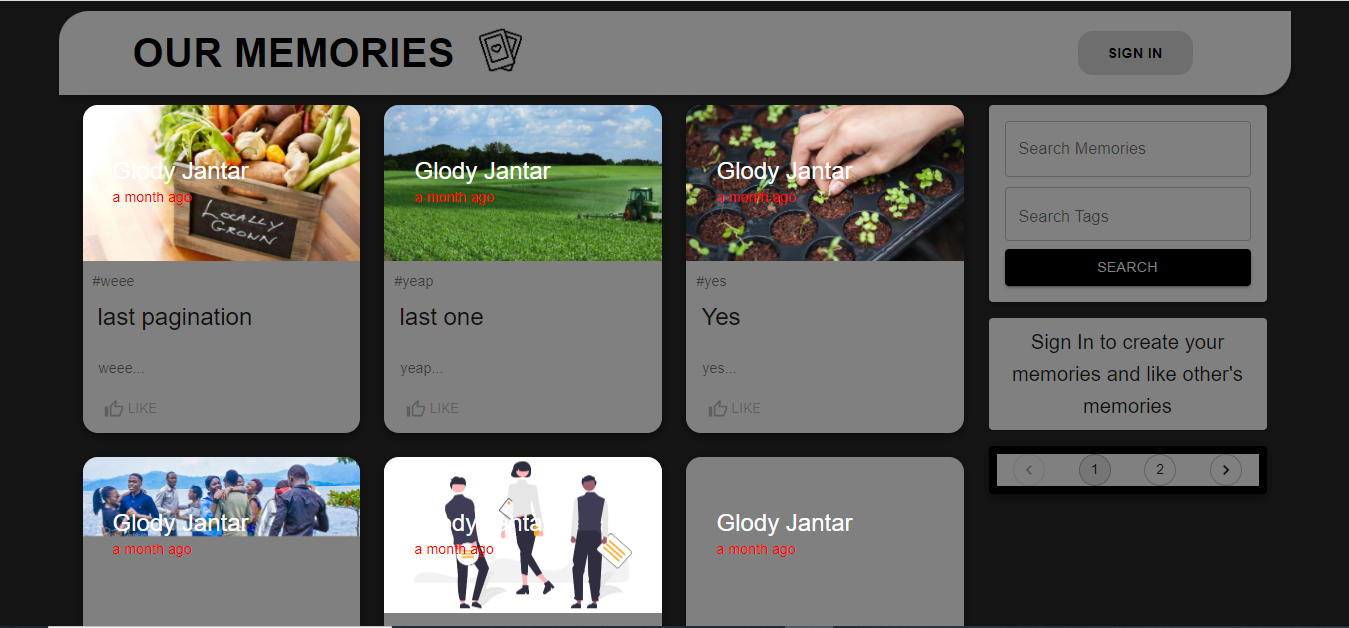 OUR MEMORIES
SIGN IN
Glody Jantar
a month ago
LOCALLY
GROWN
#weee
last pagination
weee...
LIKE
Glody Jantar
a month ago
#yeap
last one
yeap...
LIKE
Glody Jantar
a month ago
#yes
Yes
yes...
LIKE
Search Memories
Search Tags
SEARCH
Sign In to create your
memories and like other's
memories
1 2
Glody Jantar
a month ago
Glody Jantar
a month ago
Glody Jantar
a month ago